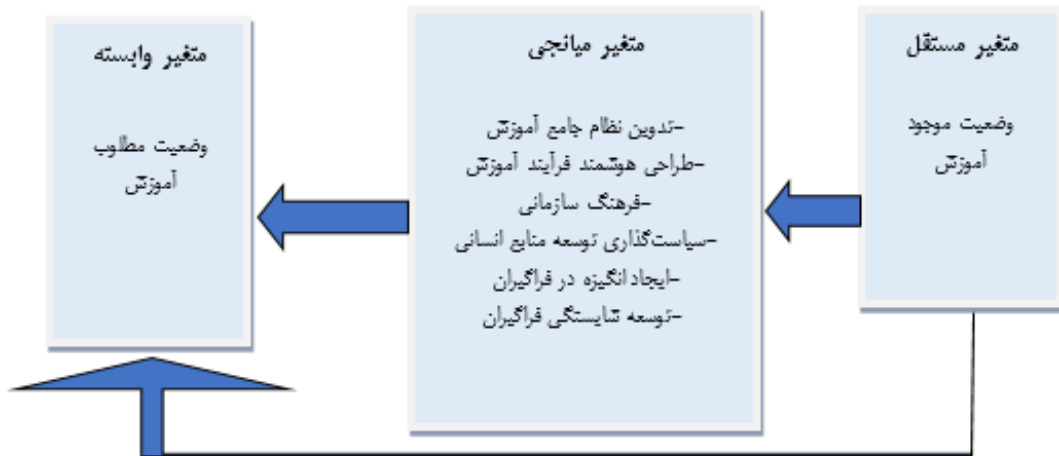 متغیر مستقل
وضعیت موجود
آموزش
متغیر میانجی
-تدوین نظام جامع آموزش
-طراحی هوشمند فرآیند آموزش
-فرهنگ سازمانی
-سیاست‌گذاری توسعه منابع انسانی
-ایجاد انگیزه در فراگیران
-توسعه شایستگی فراگیران
متغیر وابسته
وضعیت مطلوب
آموزش